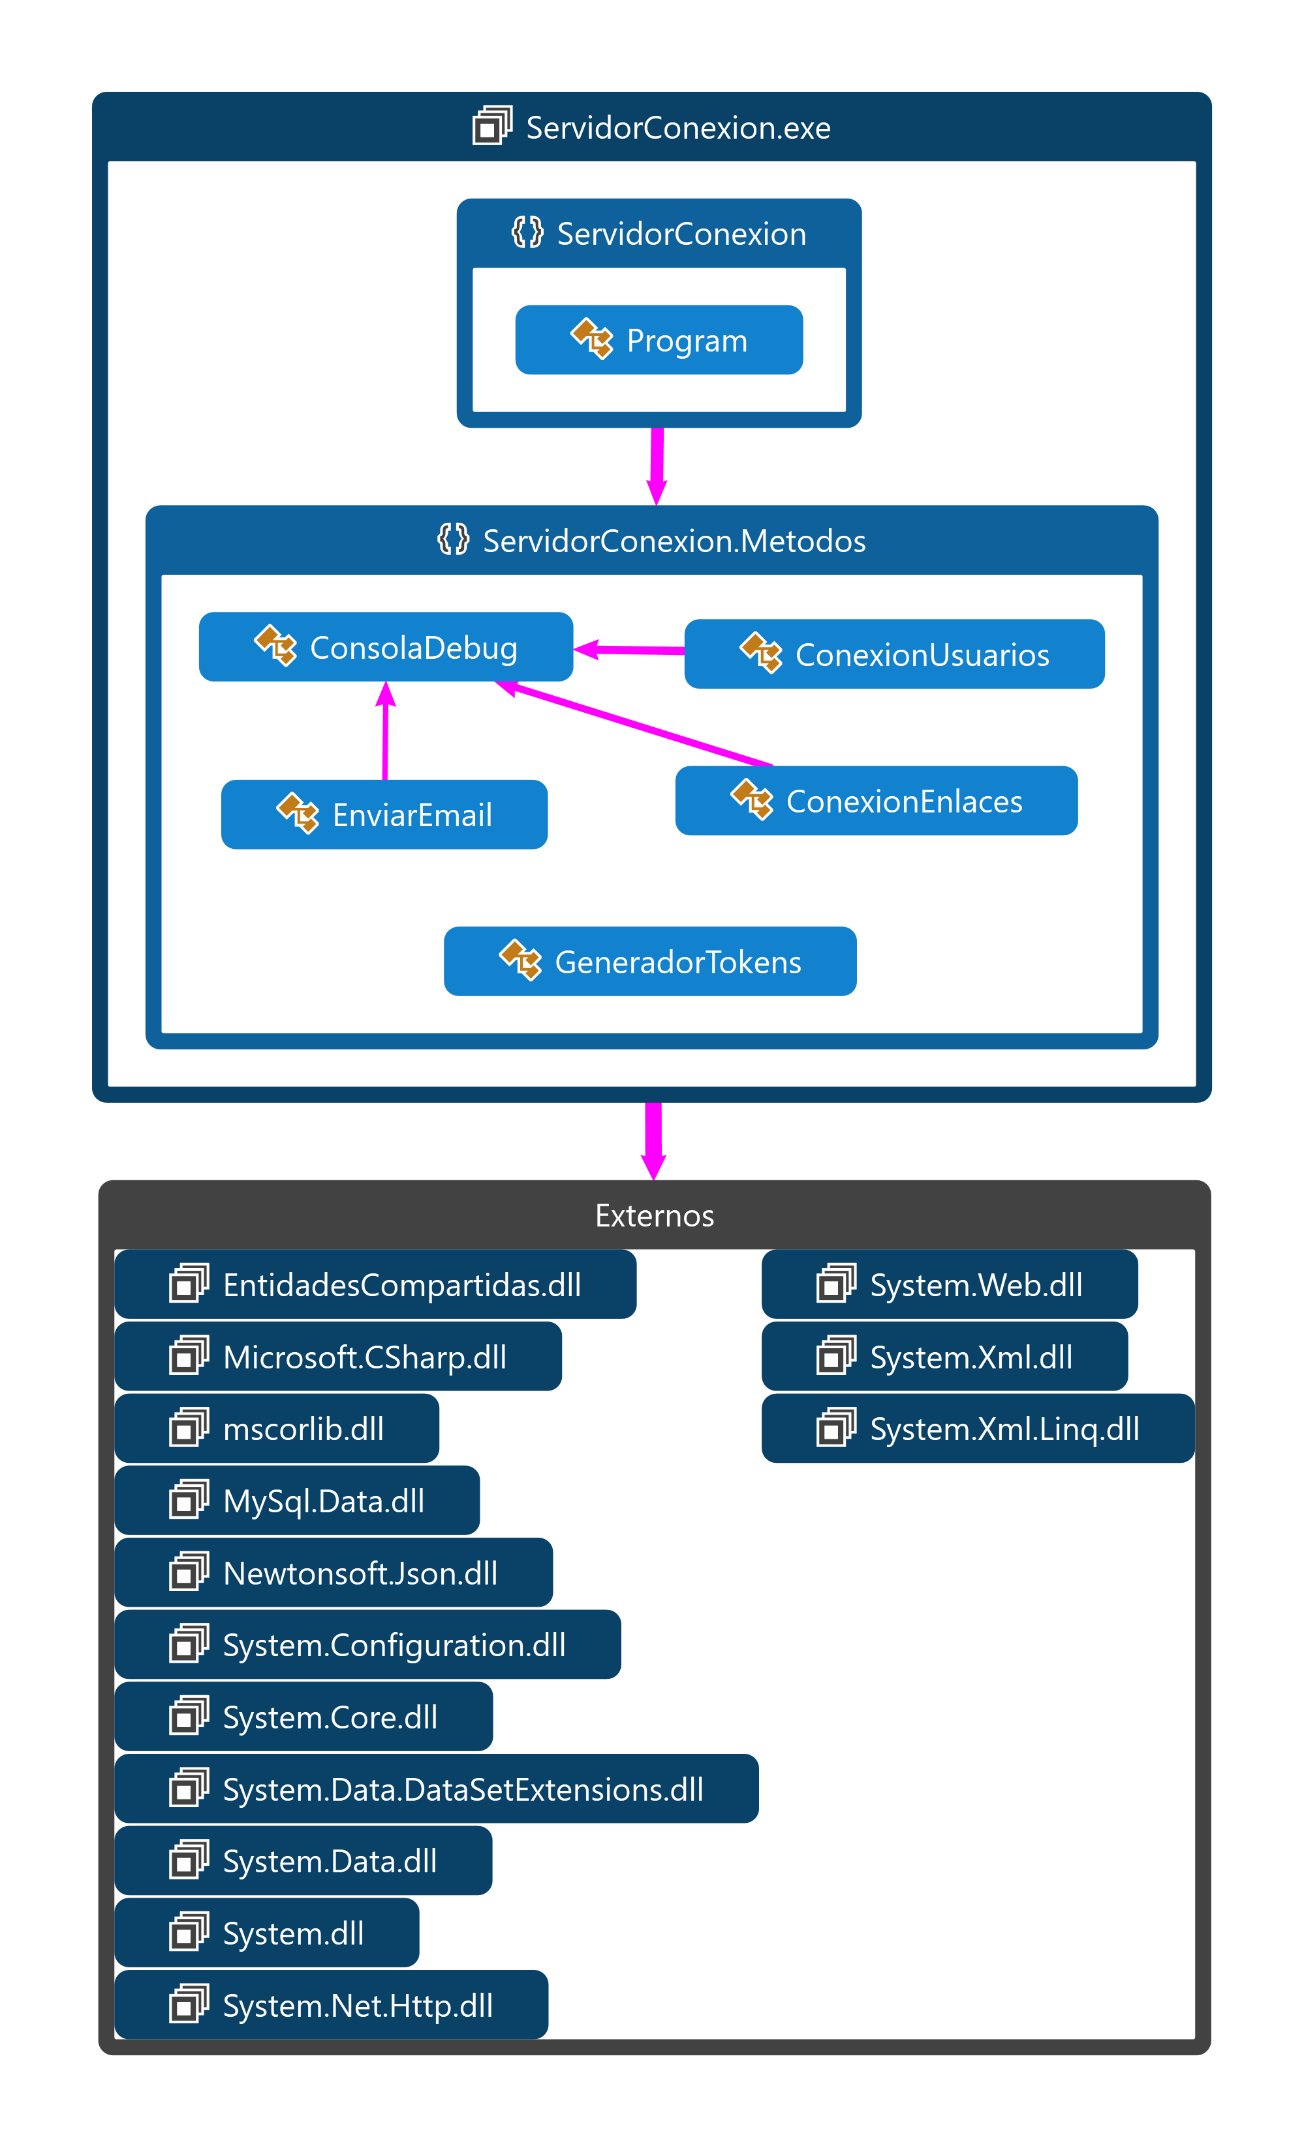 ServidorConexion.exe
ServidorConexion
Program
ServidorConexion.Metodos
ConsolaDebug
ConexionUsuarios
EnviarEmail
ConexionEnlaces
GeneradorTokens
Externos
EntidadesCompartidas.dll
Microsoft.CSharp.dll
mscorlib.dll
MySql.Data.dll
Newtonsoft.Json.dll
System.Configuration.dll
System.Core.dll
System.Data.DataSetExtensions.dll
System.Data.dll
System.dll
System.Net.Http.dll
System.Web.dll
System.Xml.dll
System.Xml.Linq.dll